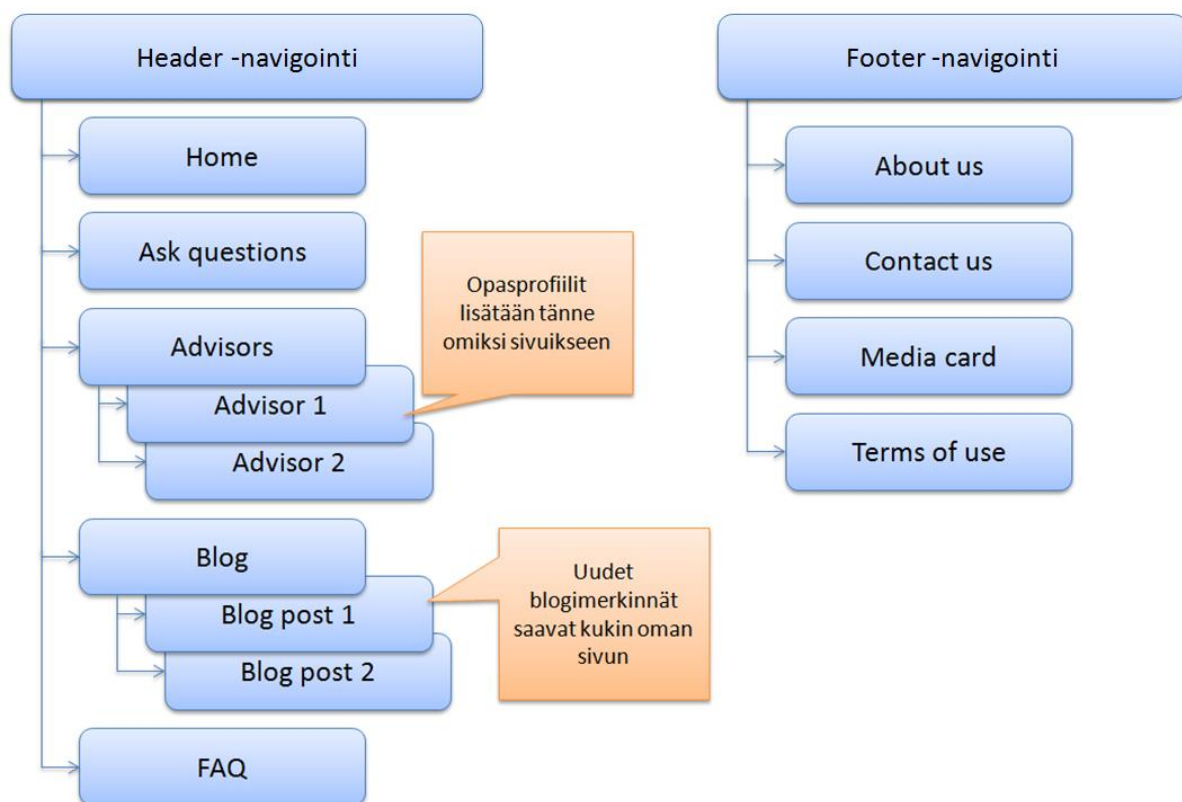 Header -navigointi
Home
Ask questions
Advisors
Advisor 1
Advisor 2
Opasprofiilit
lisätään tänne
omiksi sivuikseen
Blog
Blog post 1
Blog post 2
Uudet
blogimerkinnät
saavat kukin oman
sivun
FAQ
Footer -navigointi
About us
Contact us
Media card
Terms of use